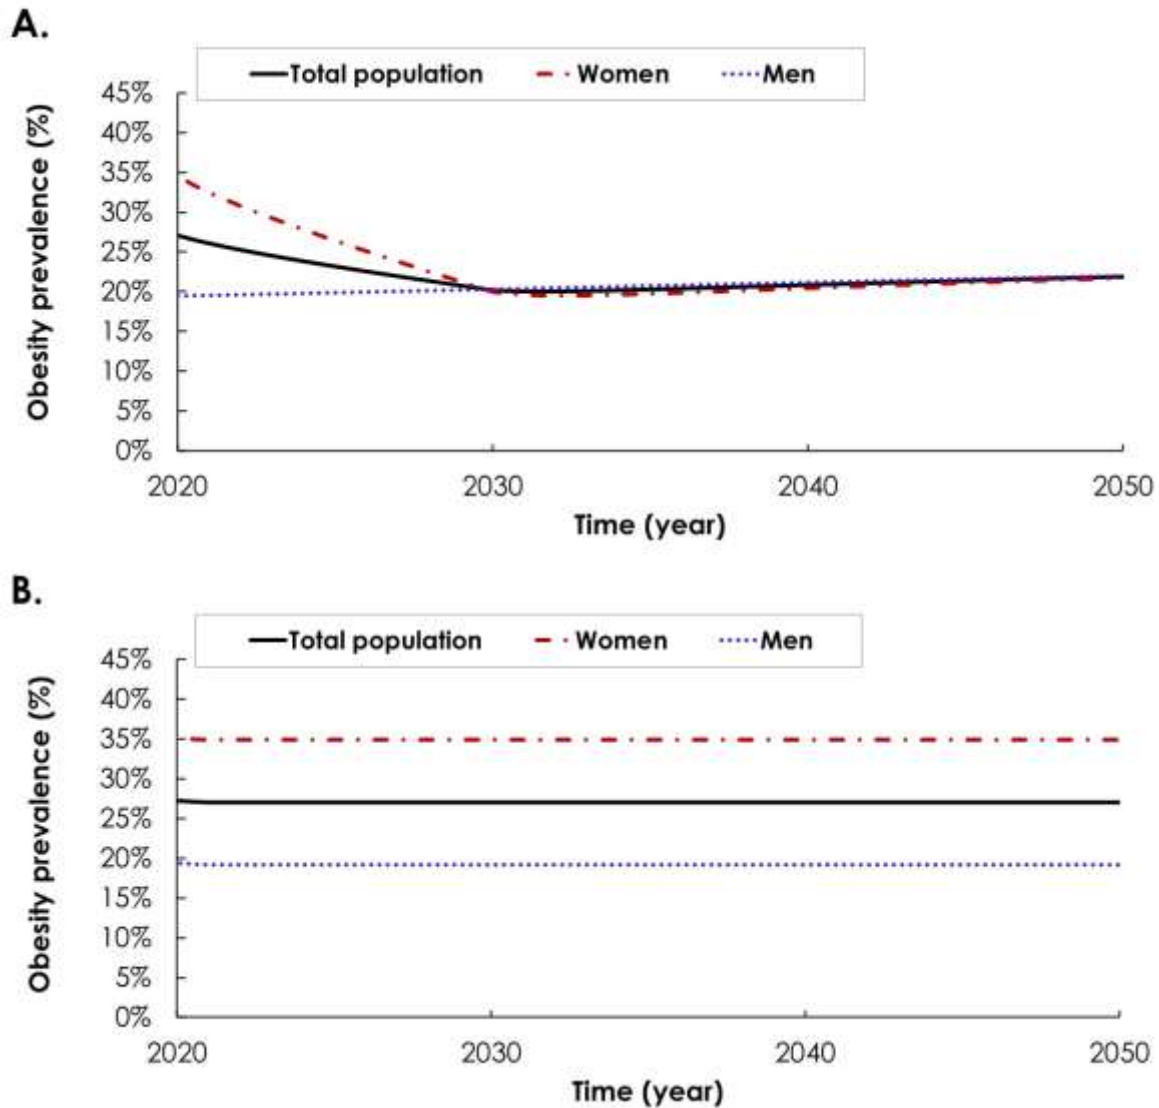 A.
Total population Women Men
Obesity prevalence (%)
45%
40%
35%
30%
25%
20%
15%
10%
5%
0%
2020 2030 2040 2050
Time (year)
B.
Total population Women Men
Obesity prevalence (%)
45%
40%
35%
30%
25%
20%
15%
10%
5%
0%
2020 2030 2040 2050
Time (year)